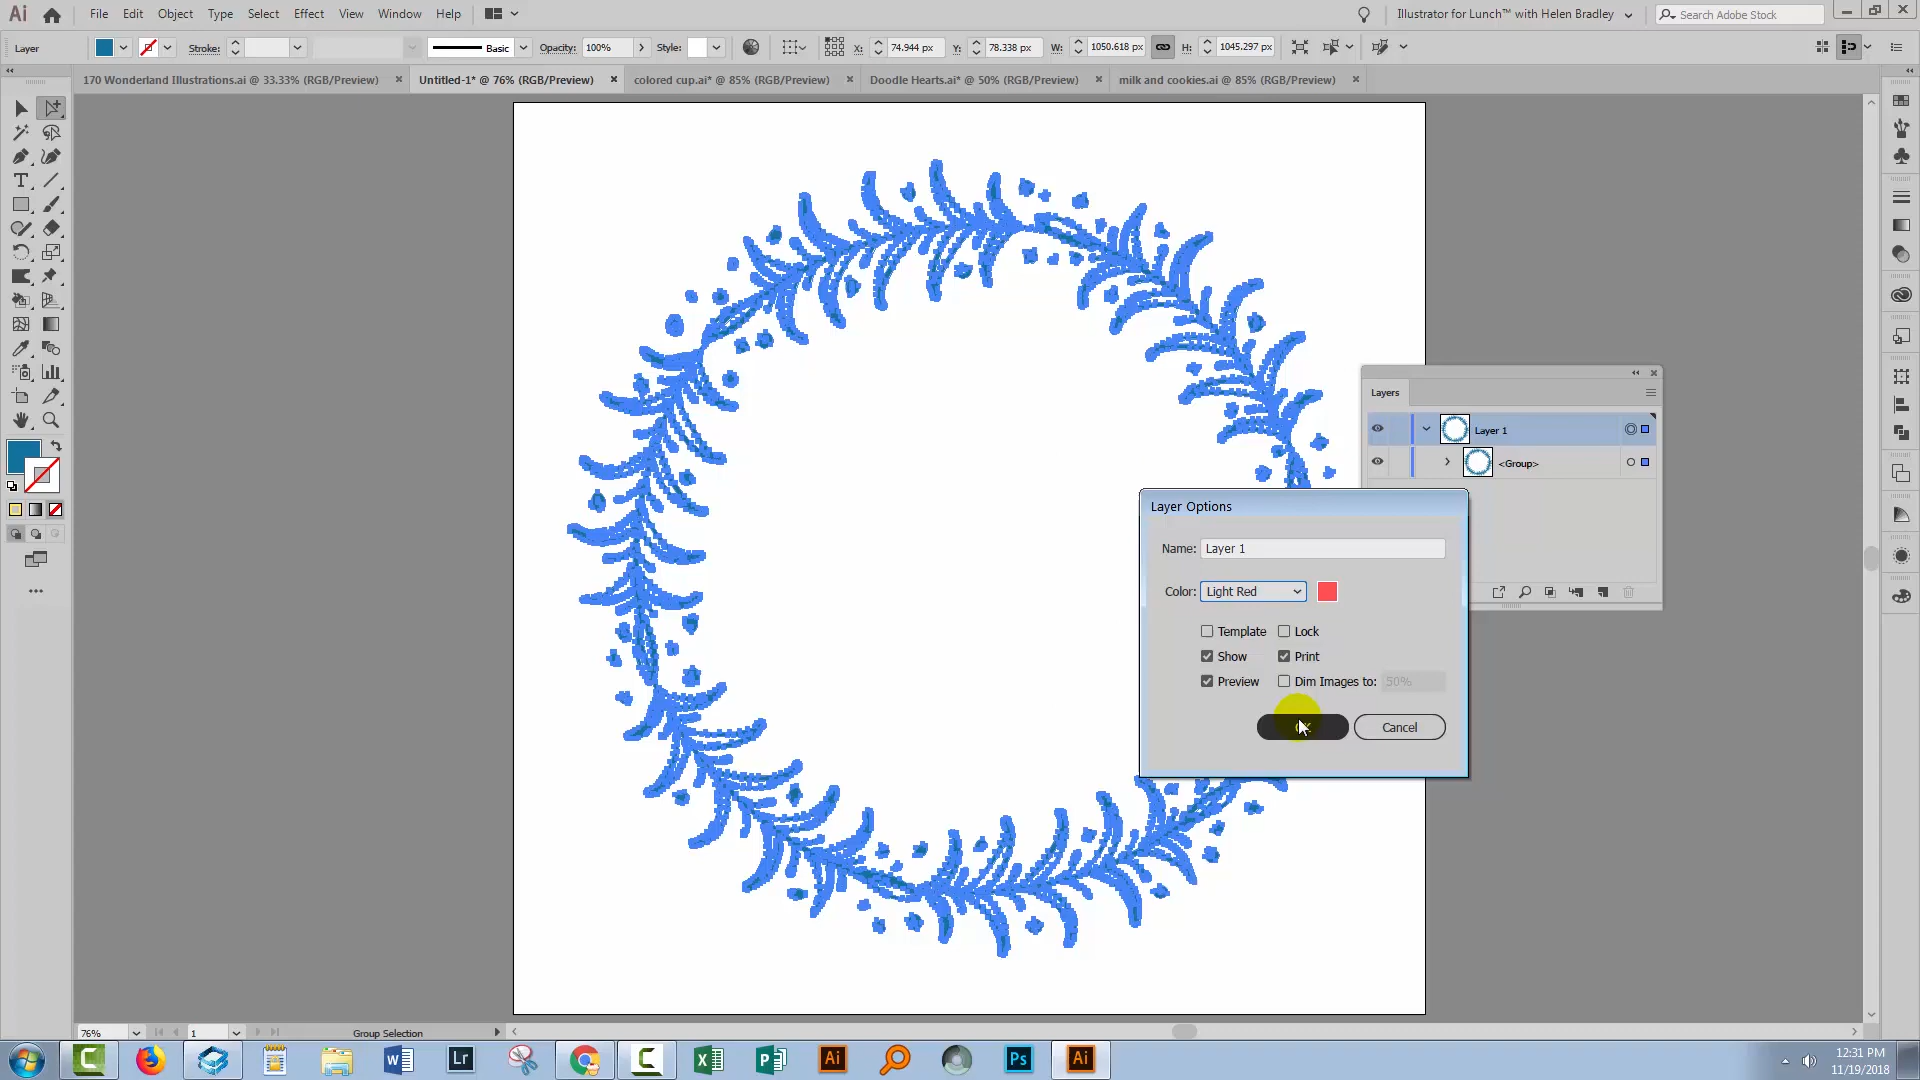 Ai File Edit Object Type Select Effect View Window Help Illustrator for Lunch™ with Helen Bradley Search Adobe Stock
Layer Stroke: Basic Opacity: 100% Style: X: 74.944 px Y: 78.338 px W: 1050.618 px H: 1045.297 px
170 Wonderland Illustrations.ai @ 33.33% (RGB/Preview) × Untitled-1* @ 76% (RGB/Preview) × colored cup.ai* @ 85% (RGB/Preview) × Doodle Hearts.ai* @ 50% (RGB/Preview) × milk and cookies.ai @ 85% (RGB/Preview) ×
Layers
Layer 1
<Group>
Layer Options
Name: Layer 1
Color: Light Red
Template Lock
Show Print
Preview Dim Images to: 50%
Cancel
76% 1 Group Selection
Lr Ai Ps Ai
12:31 PM
11/19/2018